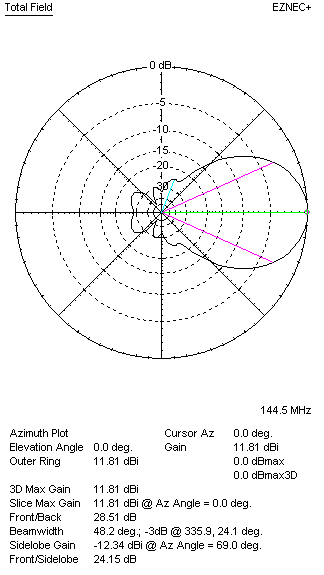 Total Field EZNEC+
0 dB
-5
-10
-15
-20
-30
144.5 MHz
Azimuth Plot Cursor Az 0.0 deg.
Elevation Angle 0.0 deg. Gain 11.81 dBi
Outer Ring 11.81 dBi 0.0 dBmax
0.0 dBmax3D
3D Max Gain 11.81 dBi
Slice Max Gain 11.81 dBi @ Az Angle = 0.0 deg.
Front/Back 28.51 dB
Beamwidth 48.2 deg.; -3dB @ 335.9, 24.1 deg.
Sidelobe Gain -12.34 dBi @ Az Angle = 69.0 deg.
Front/Sidelobe 24.15 dB